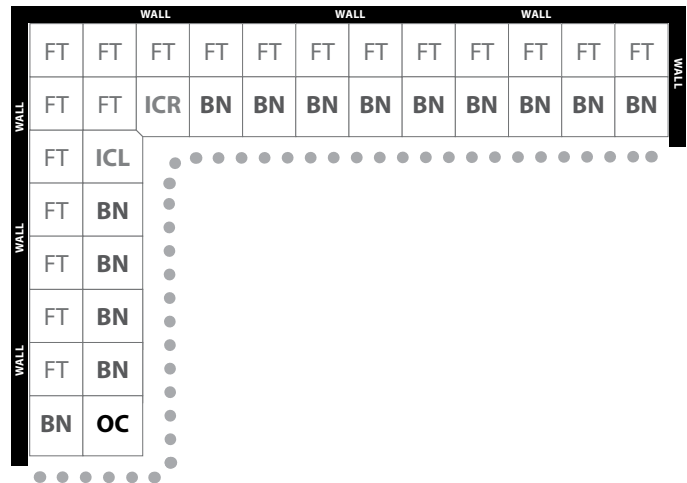 WALL WALL WALL
FT FT FT FT FT FT FT FT FT FT FT FT
WALL
FT FT ICR BN BN BN BN BN BN BN BN BN
WALL
FT ICL
FT BN
WALL
FT BN
FT BN
WALL
FT BN
BN OC